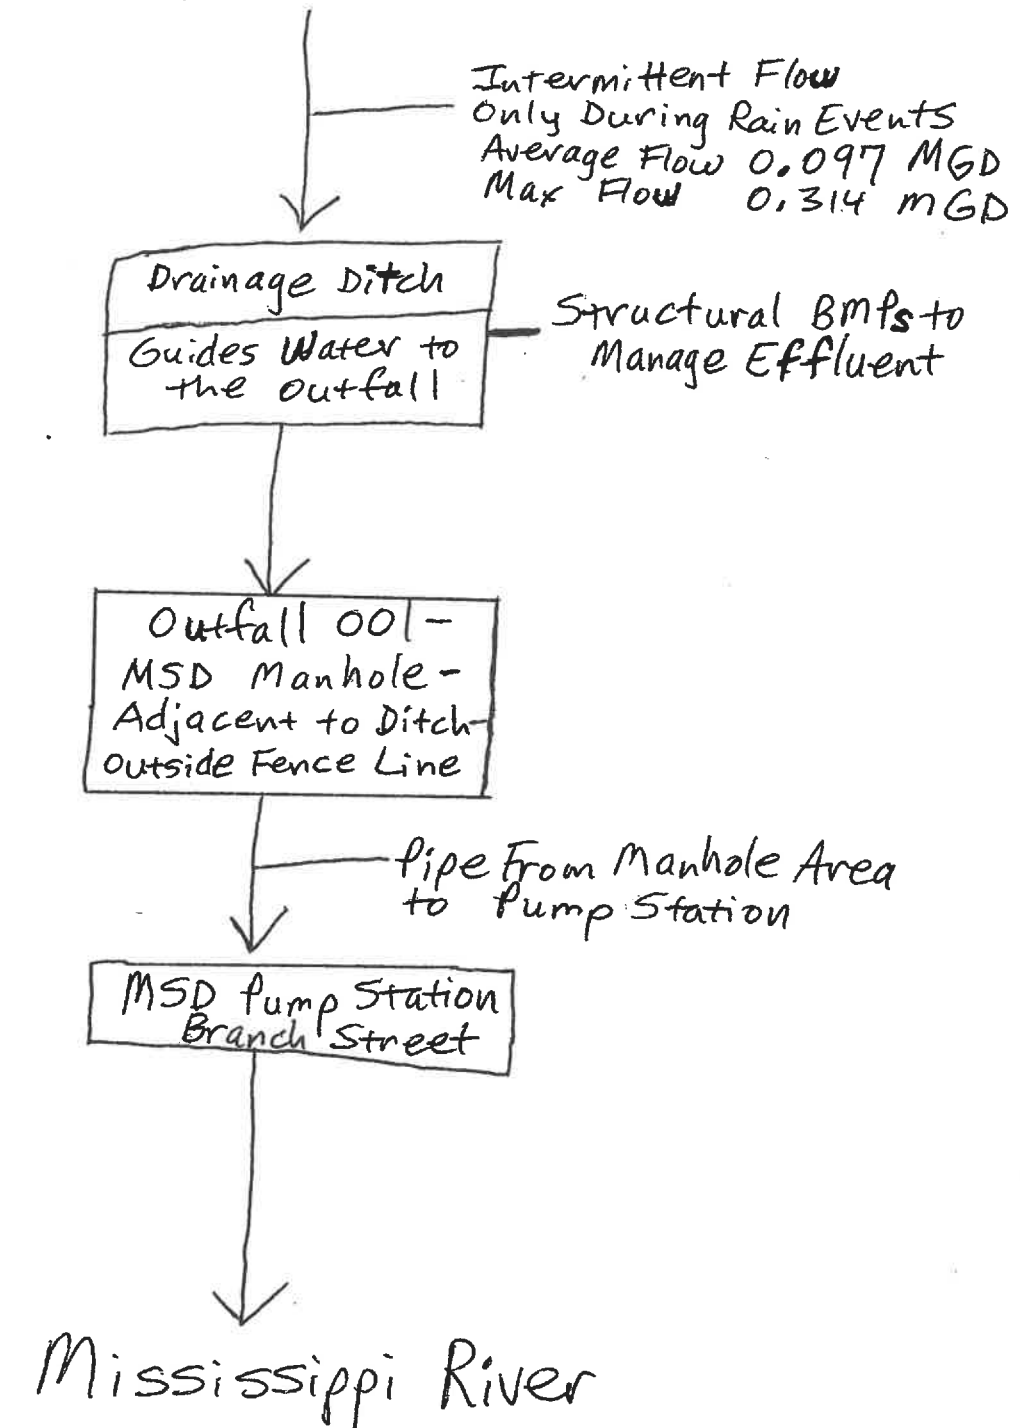 Intermittent Flow
Only During Rain Events
Average Flow 0.097 MGD
Max Flow 0.314 mGD
Drainage Ditch
Guides Water to
the outfall
Structural BMPs to
Manage Effluent
Outfall 001-
MSD Manhole-
Adjacent to Ditch-
outside Fence Line
Pipe From Manhole Area
to Pump Station
MSD Pump Station
Branch Street
Mississippi River